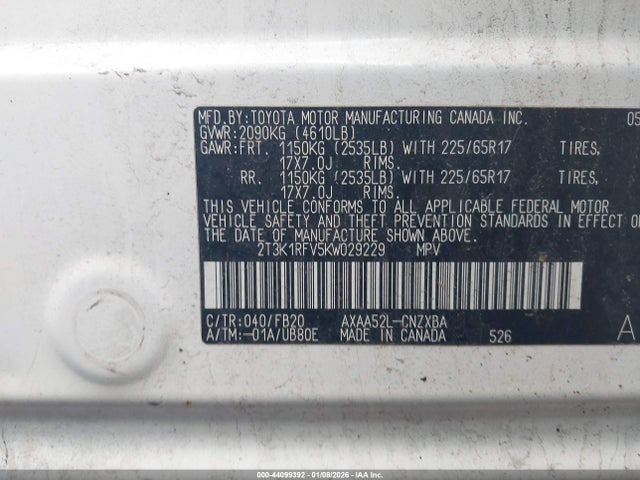 MFD.BY:TOYOTA MOTOR MANUFACTURING CANADA INC. 05
GVWR:2090KG (4610LB)
GAWR:FRT. 1150KG (2535LB) WITH 225/65R17 TIRES,
17X7.0J RIMS.
RR. 1150KG (2535LB) WITH 225/65R17 TIRES,
17X7.0J RIMS.
THIS VEHICLE CONFORMS TO ALL APPLICABLE FEDERAL MOTOR
VEHICLE SAFETY AND THEFT PREVENTION STANDARDS IN EFFE
THE DATE OF MANUFACTURE SHOWN ABOVE.
2T3K1RFV5KW029229 MPV
C/TR:040/FB20 AXAA52L-CNZXBA A
A/TM:-01A/UB80E MADE IN CANADA 526
000-44099392 - 01/08/2026 - IAA Inc.